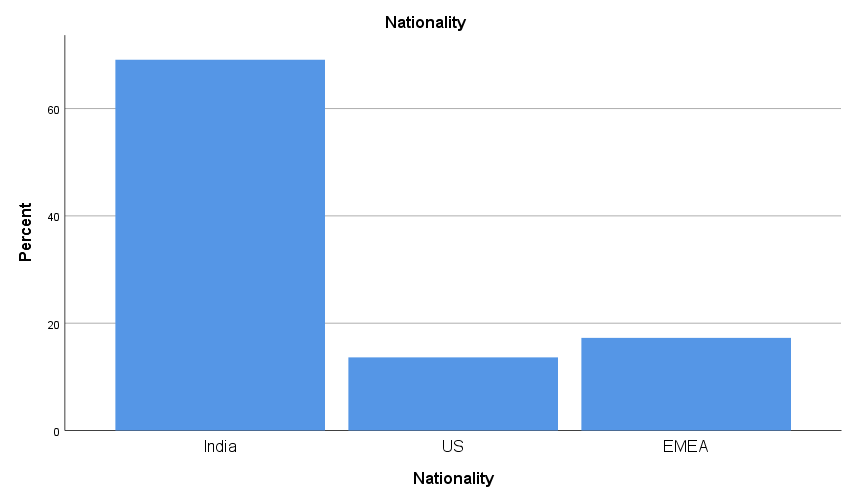 Nationality
Percent
60
40
20
0
India
US
EMEA
Nationality